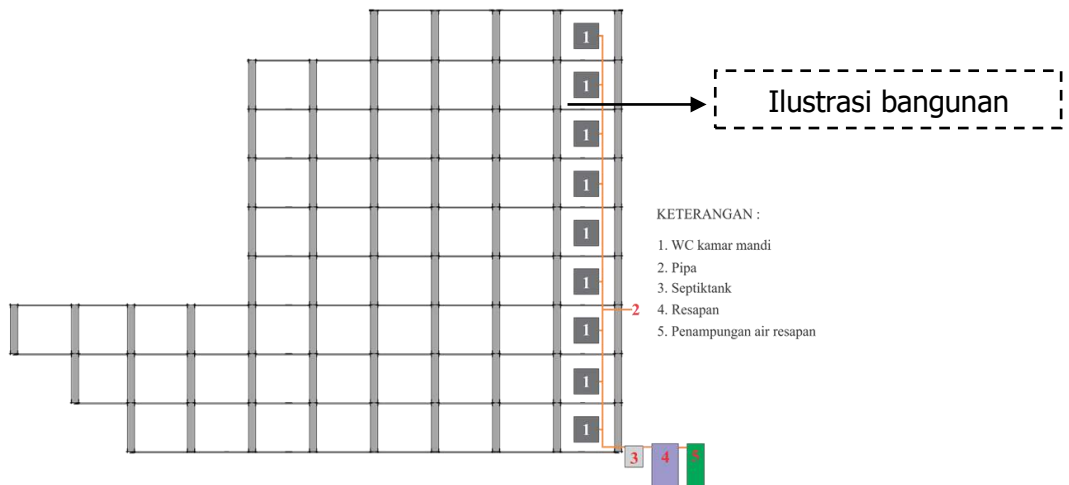 1
1
Ilustrasi bangunan
1
1
1
KETERANGAN :
1. WC kamar mandi
2. Pipa
1
3. Septiktank
2
4. Resapan
1
5. Penampungan air resapan
1
1
3
4
5